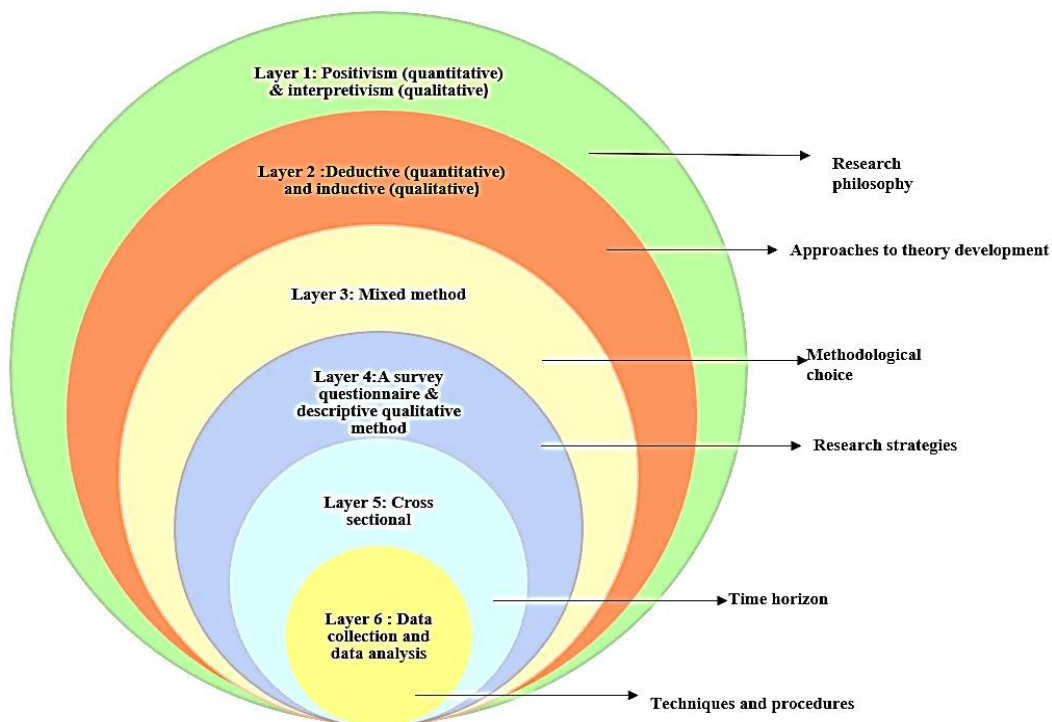 Layer 1: Positivism (quantitative)
& interpretivism (qualitative)
Layer 2 :Deductive (quantitative)
and inductive (qualitative)
Layer 3: Mixed method
Layer 4:A survey
questionnaire &
descriptive qualitative
method
Layer 5: Cross
sectional
Layer 6 : Data
collection and
data analysis
Research
philosophy
Approaches to theory development
Methodological
choice
Research strategies
Time horizon
Techniques and procedures